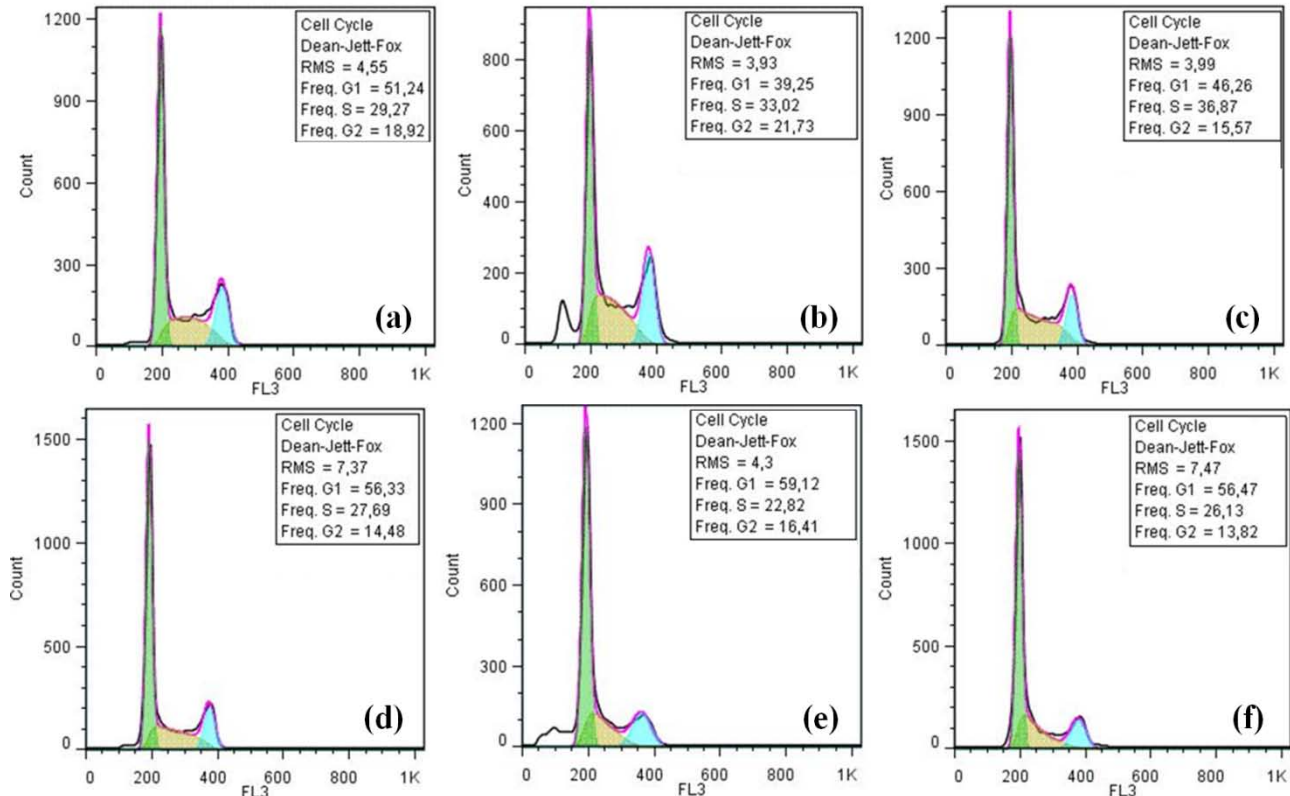 1200
900
600
300
0
Count
0
200
400
600
800
1K
FL3
Cell Cycle
Dean-Jett-Fox
RMS = 4,55
Freq. G1 = 51,24
Freq. S = 29,27
Freq. G2 = 18,92
(a)
800
600
400
200
0
Count
0
200
400
600
800
1K
FL3
Cell Cycle
Dean-Jett-Fox
RMS = 3,93
Freq. G1 = 39,25
Freq. S = 33,02
Freq. G2 = 21,73
(b)
1200
900
600
300
0
Count
0
200
400
600
800
1K
FL3
Cell Cycle
Dean-Jett-Fox
RMS = 3,99
Freq. G1 = 46,26
Freq. S = 36,87
Freq. G2 = 15,57
(c)
1500
1000
500
0
Count
0
200
400
600
800
1K
FL3
Cell Cycle
Dean-Jett-Fox
RMS = 7,37
Freq. G1 = 56,33
Freq. S = 27,69
Freq. G2 = 14,48
(d)
1200
900
600
300
0
Count
0
200
400
600
800
1K
FL3
Cell Cycle
Dean-Jett-Fox
RMS = 4,3
Freq. G1 = 59,12
Freq. S = 22,82
Freq. G2 = 16,41
(e)
1500
1000
500
0
Count
0
200
400
600
800
1K
FL3
Cell Cycle
Dean-Jett-Fox
RMS = 7,47
Freq. G1 = 56,47
Freq. S = 26,13
Freq. G2 = 13,82
(f)